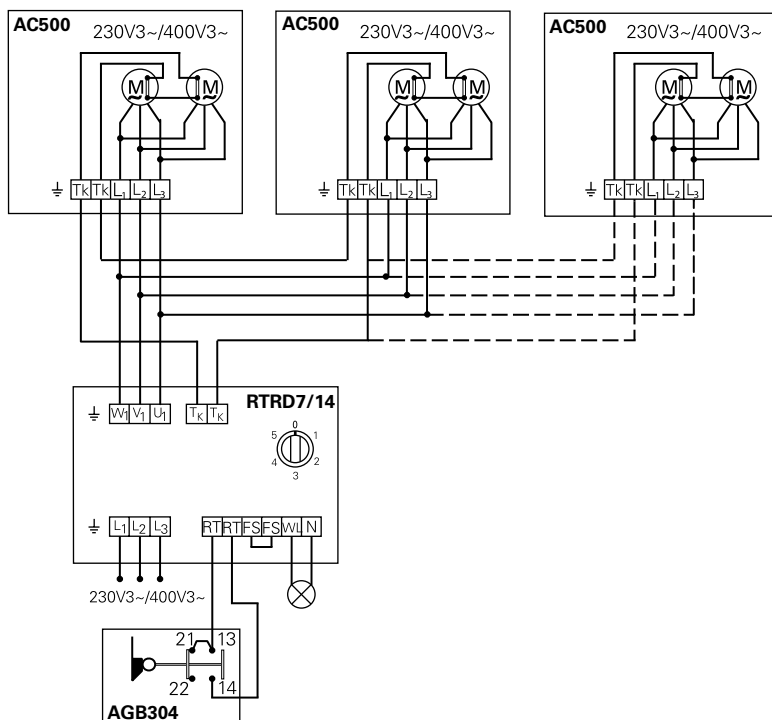 AC500 AC500 AC500
230V3~/400V3~ 230V3~/400V3~ 230V3~/400V3~
M M M M M M
Tk Tk L1 L2 L3 Tk Tk L1 L2 L3 Tk Tk L1 L2 L3
RTRD7/14
W1 V1 U1 TK TK
0
5 1
4 2
3
L1 L2 L3 RT RT FS FS WL N
230V3~/400V3~
21 13
22 14
AGB304